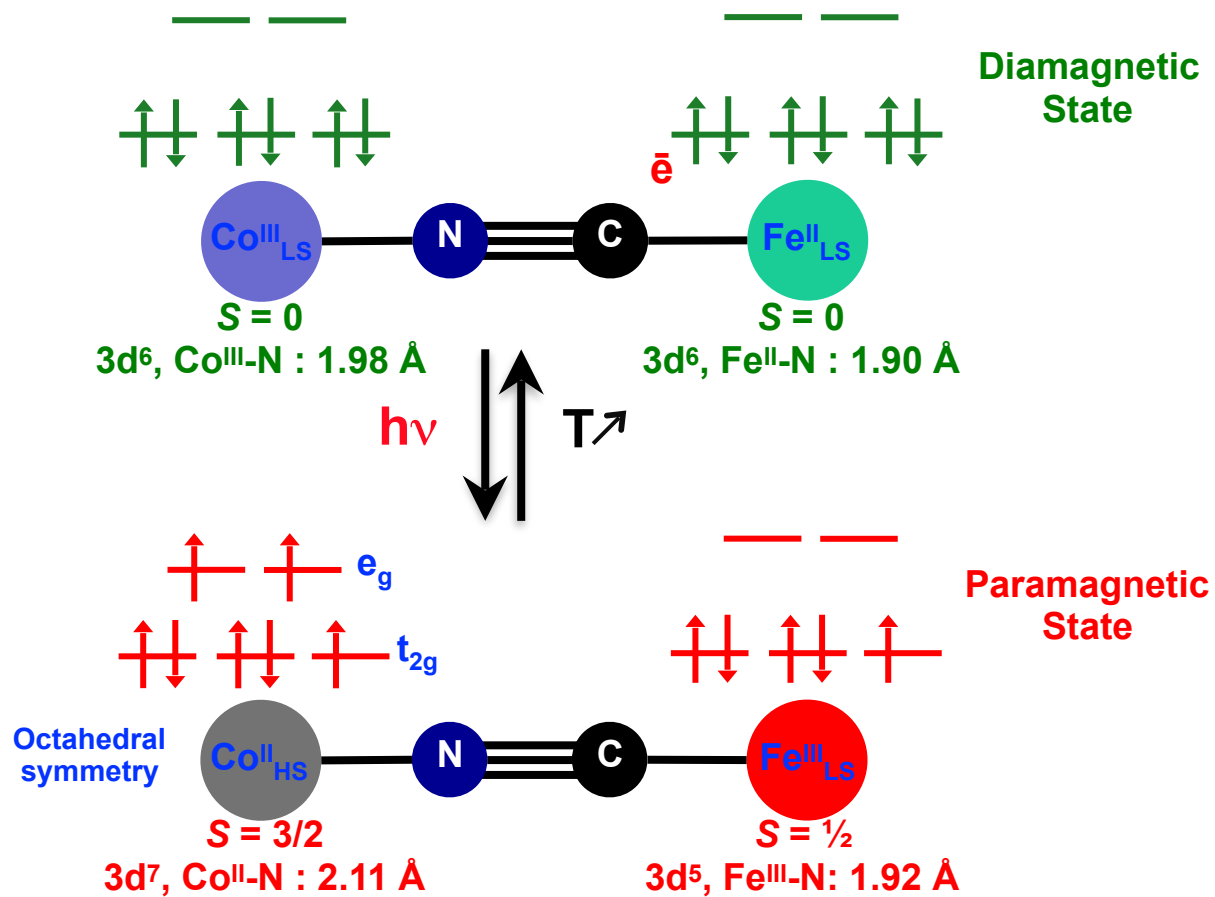 Diamagnetic
State
ē
Co^III_LS N C Fe^II_LS
S = 0 S = 0
3d⁶, Co^III-N : 1.98 Å 3d⁶, Fe^II-N : 1.90 Å
hν T↗
e_g
t_2g
Paramagnetic
State
Octahedral
symmetry
Co^II_HS N C Fe^III_LS
S = 3/2 S = ½
3d⁷, Co^II-N : 2.11 Å 3d⁵, Fe^III-N: 1.92 Å